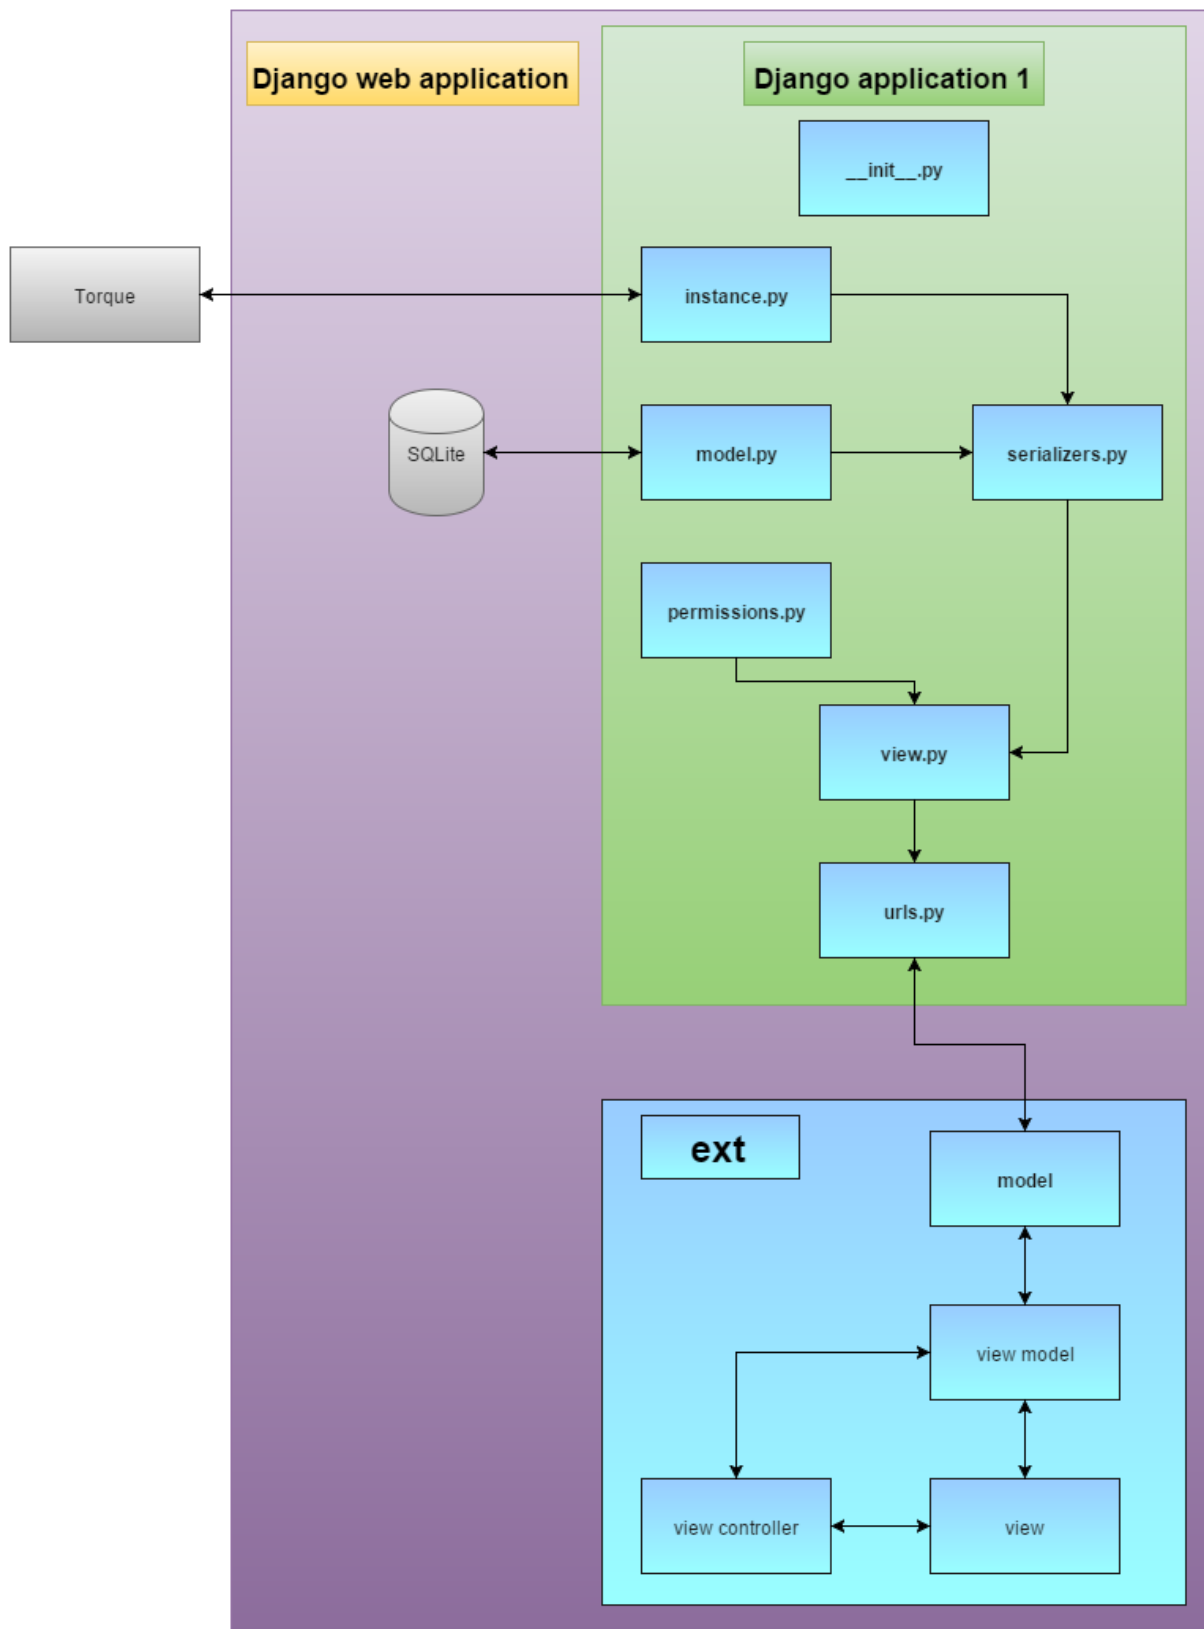 Django web application
Django application 1
__init__.py
Torque
instance.py
SQLite
model.py
serializers.py
permissions.py
view.py
urls.py
ext
model
view model
view controller
view